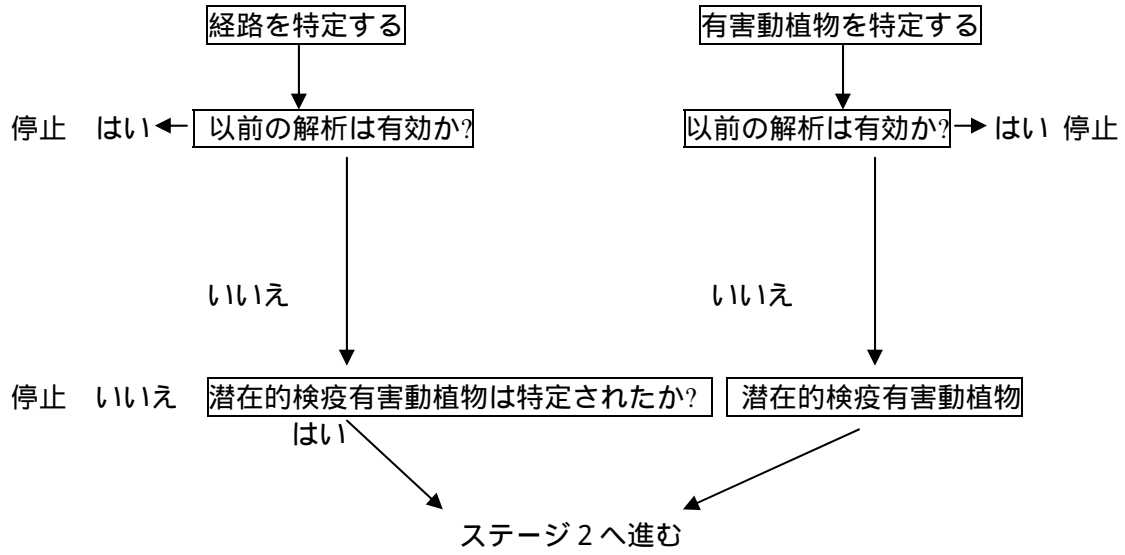 経路を特定する 有害動植物を特定する
停止 はい 以前の解析は有効か? 以前の解析は有効か? はい 停止
いいえ いいえ
停止 いいえ 潜在的検疫有害動植物は特定されたか? 潜在的検疫有害動植物
はい
ステージ2へ進む